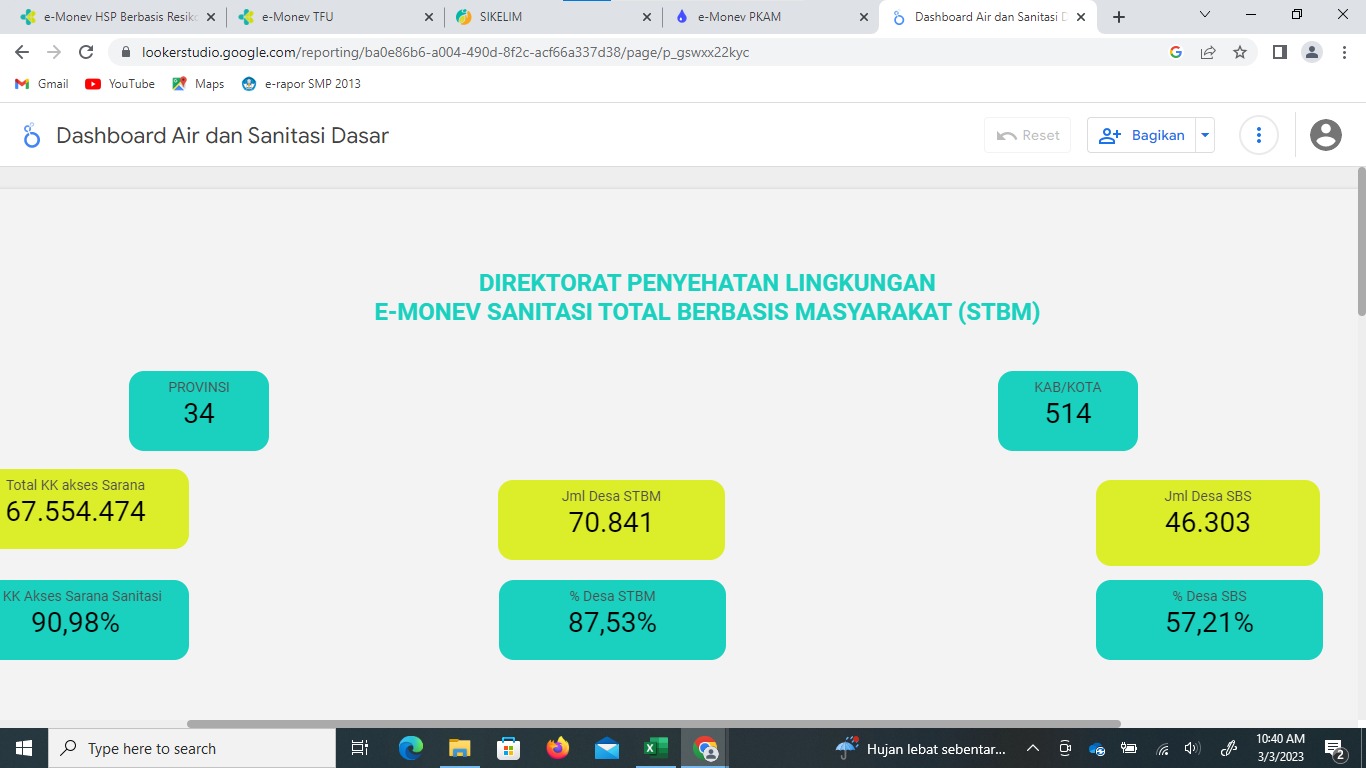 e-Monev HSP Berbasis Resik
e-Monev TFU
SIKELIM
e-Monev PKAM
Dashboard Air dan Sanitasi D
lookerstudio.google.com/reporting/ba0e86b6-a004-490d-8f2c-acf66a337d38/page/p_gswxx22kyc
Gmail
YouTube
Maps
e-rapor SMP 2013
Dashboard Air dan Sanitasi Dasar
Reset
Bagikan
DIREKTORAT PENYEHATAN LINGKUNGAN
E-MONEV SANITASI TOTAL BERBASIS MASYARAKAT (STBM)
PROVINSI
34
KAB/KOTA
514
Total KK akses Sarana
67.554.474
Jml Desa STBM
70.841
Jml Desa SBS
46.303
KK Akses Sarana Sanitasi
90,98%
% Desa STBM
87,53%
% Desa SBS
57,21%
Type here to search
Hujan lebat sebentar...
10:40 AM
3/3/2023
2